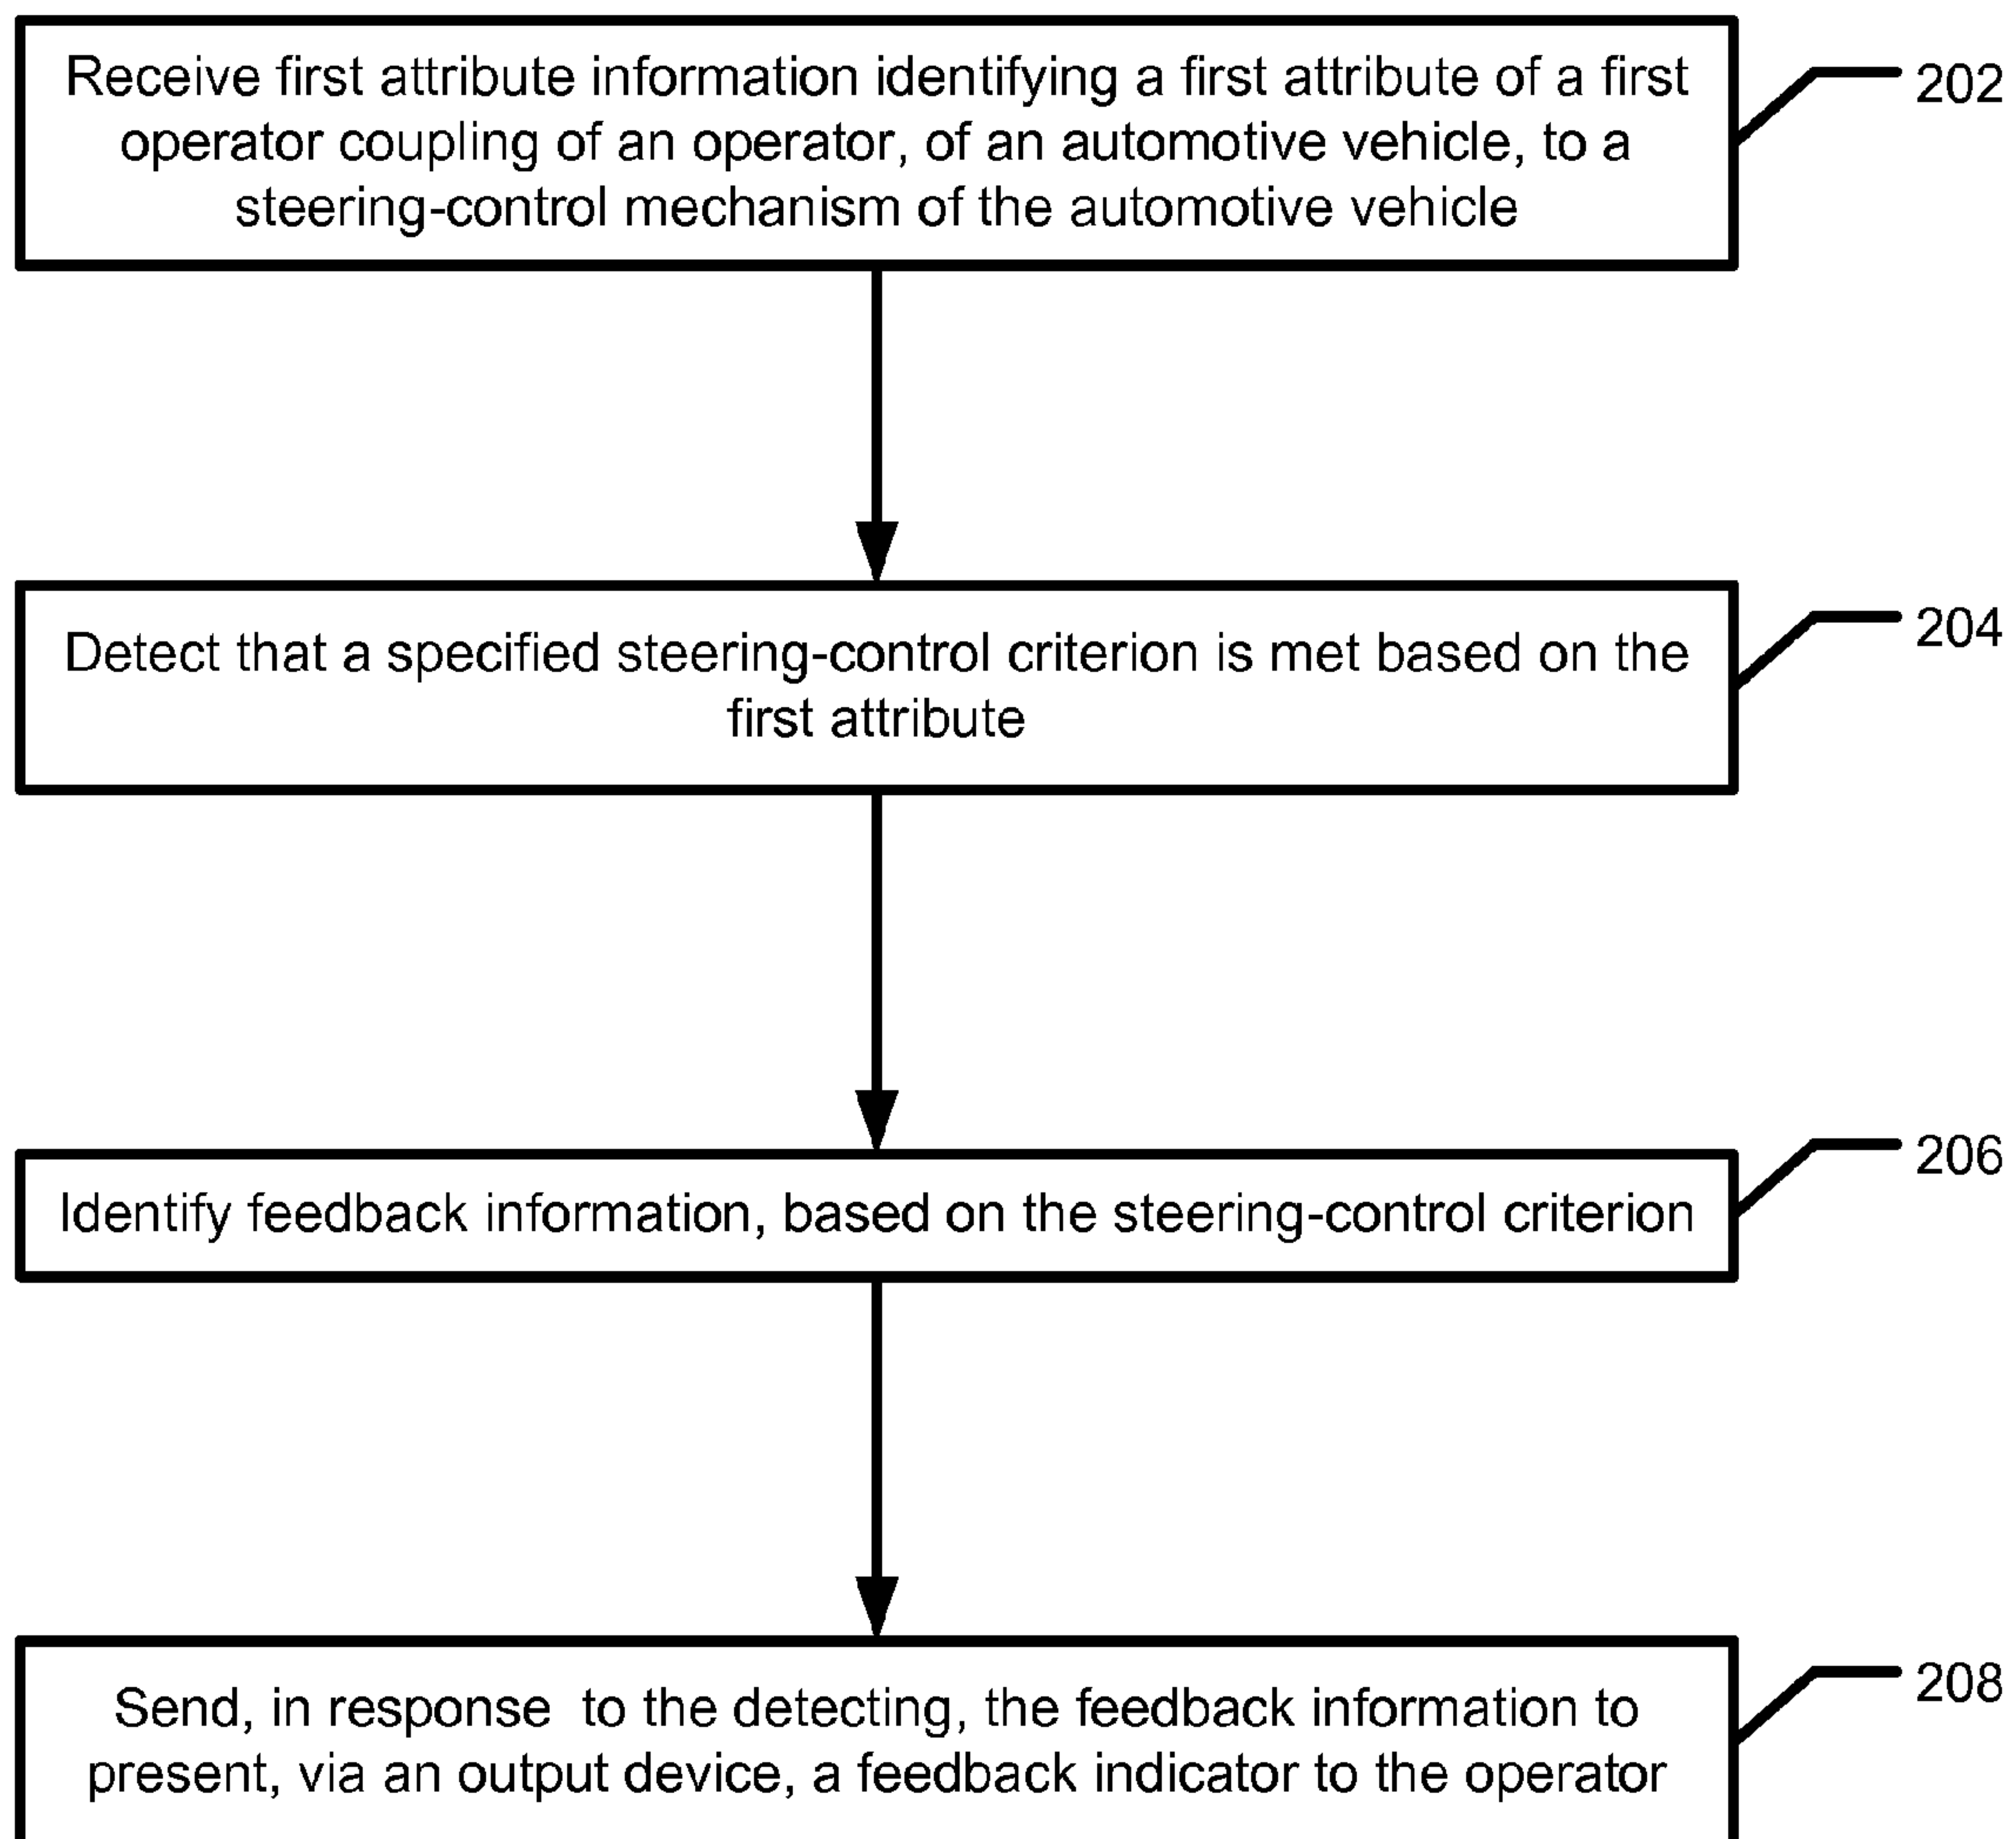 Receive first attribute information identifying a first attribute of a first
operator coupling of an operator, of an automotive vehicle, to a
steering-control mechanism of the automotive vehicle
202
Detect that a specified steering-control criterion is met based on the
first attribute
204
Identify feedback information, based on the steering-control criterion
206
Send, in response  to the detecting, the feedback information to
present, via an output device, a feedback indicator to the operator
208